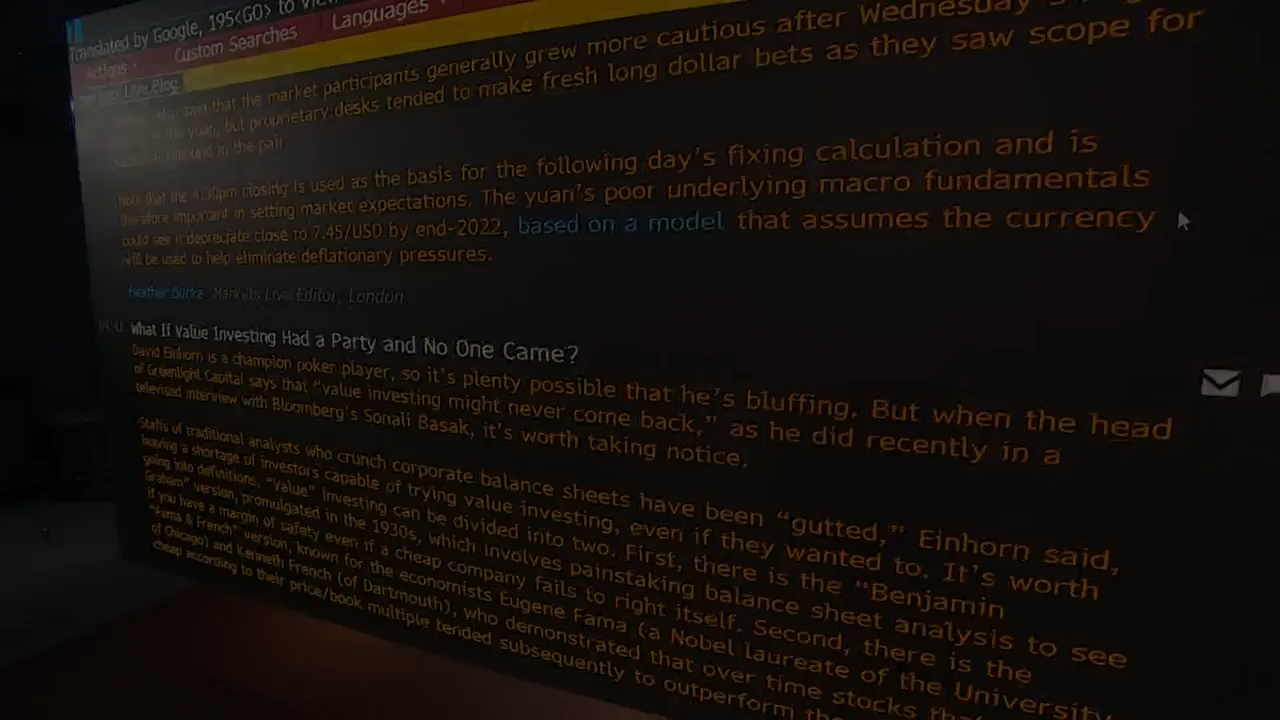 Translated by Google, 195<GO> to View
Actions Custom Searches Languages
Live Blog
said that the market participants generally grew more cautious after Wednesday's
the yuan, but proprietary desks tended to make fresh long dollar bets as they saw scope for
rebound in the pair.
Note that the 4:30pm closing is used as the basis for the following day's fixing calculation and is
therefore important in setting market expectations. The yuan's poor underlying macro fundamentals
could see it depreciate close to 7.45/USD by end-2022, based on a model that assumes the currency
will be used to help eliminate deflationary pressures.
Heather Burke Markets Live Editor, London
What If Value Investing Had a Party and No One Came?
David Einhorn is a champion poker player, so it's plenty possible that he's bluffing. But when the head
of Greenlight Capital says that “value investing might never come back,” as he did recently in a
televised interview with Bloomberg's Sonali Basak, it's worth taking notice.
Staffs of traditional analysts who crunch corporate balance sheets have been “gutted,” Einhorn said,
leaving a shortage of investors capable of trying value investing, even if they wanted to. It's worth
going into definitions. “Value” investing can be divided into two. First, there is the “Benjamin
Graham” version, promulgated in the 1930s, which involves painstaking balance sheet analysis to see
if you have a margin of safety even if a cheap company fails to right itself. Second, there is the
“Fama & French” version, known for the economists Eugene Fama (a Nobel laureate of the University
of Chicago) and Kenneth French (of Dartmouth), who demonstrated that over time stocks that
cheap according to their price/book multiple tended subsequently to outperform the